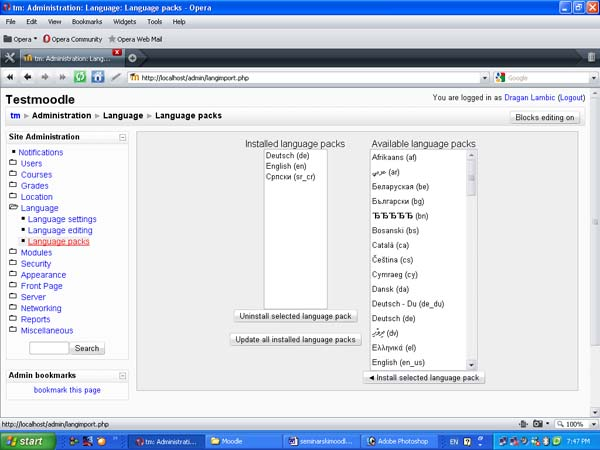 tm: Administration: Language: Language packs - Opera
File Edit View Bookmarks Widgets Tools Help
Opera Opera Community Opera Web Mail
tm: Administration: Lang...
http://localhost/admin/langimport.php Google
Testmoodle
You are logged in as Dragan Lambic (Logout)
tm ► Administration ► Language ► Language packs
Blocks editing on
Site Administration
Notifications
Users
Courses
Grades
Location
Language
Language settings
Language editing
Language packs
Modules
Security
Appearance
Front Page
Server
Networking
Reports
Miscellaneous
Search
Admin bookmarks
bookmark this page
Installed language packs
Deutsch (de)
English (en)
Српски (sr_cr)
Uninstall selected language pack
Update all installed language packs
Available language packs
Afrikaans (af)
عربي (ar)
Беларуская (be)
Български (bg)
ЂЂЂЂЂ (bn)
Bosanski (bs)
Català (ca)
Čeština (cs)
Cymraeg (cy)
Dansk (da)
Deutsch - Du (de_du)
Deutsch (de)
(dv)
Ελληνικά (el)
English (en_us)
◄ Install selected language pack
http://localhost/admin/langimport.php
100%
start
tm: Administrati...
Moodle
seminarskimoodl...
Adobe Photoshop
EN
7:47 PM